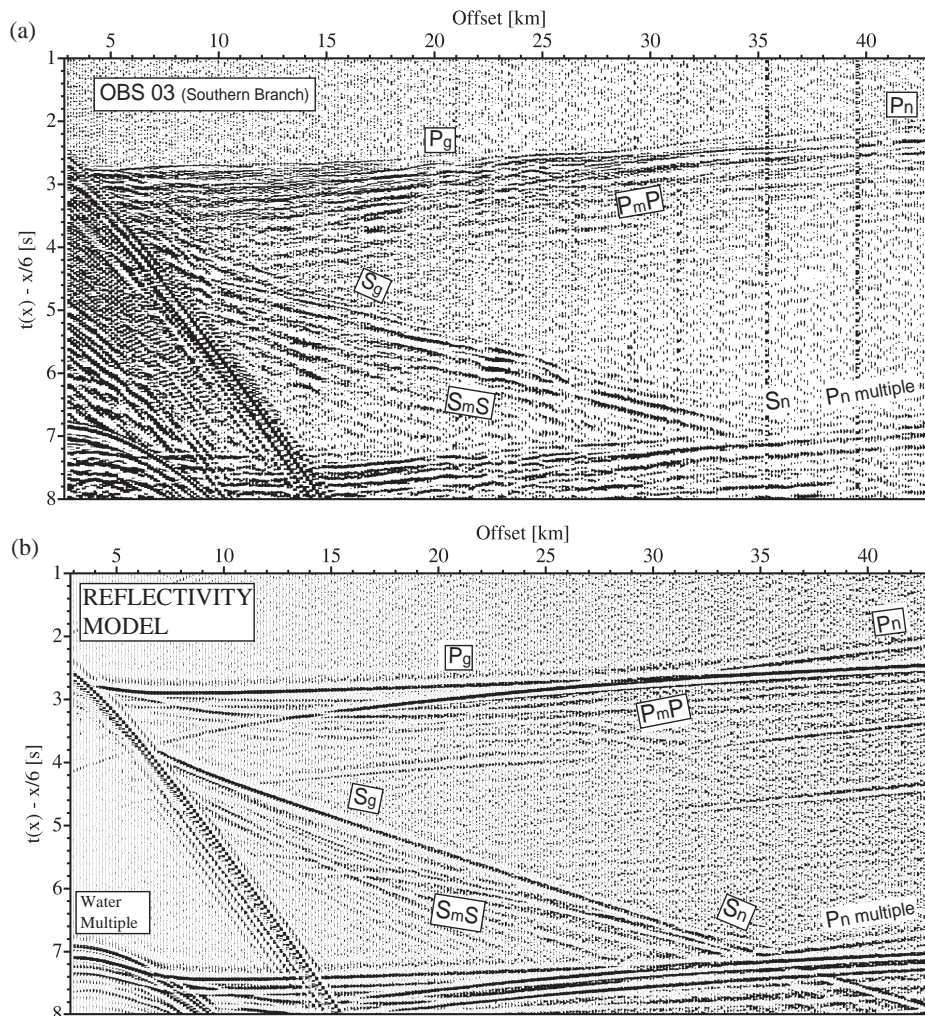 (a)
Offset [km]
5 10 15 20 25 30 35 40
1
2
3
4
5
6
7
8
t(x) - x/6 [s]
OBS 03 (Southern Branch)
Pg
Pn
PmP
Sg
SmS
Sn
Pn multiple
(b)
Offset [km]
5 10 15 20 25 30 35 40
1
2
3
4
5
6
7
8
t(x) - x/6 [s]
REFLECTIVITY
MODEL
Pg
Pn
PmP
Sg
SmS
Sn
Pn multiple
Water
Multiple